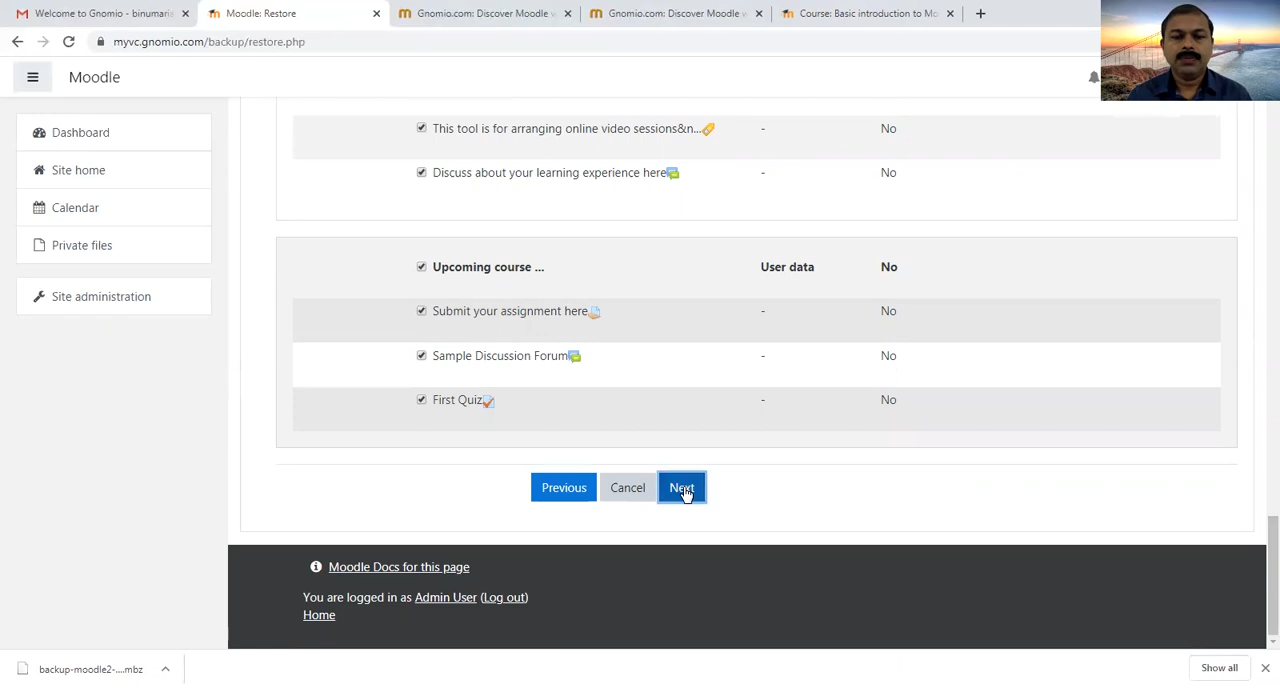 Welcome to Gnomio - binumaris
Moodle: Restore
Gnomio.com: Discover Moodle w
Gnomio.com: Discover Moodle w
Course: Basic introduction to Mo
myvc.gnomio.com/backup/restore.php
Moodle
Dashboard
Site home
Calendar
Private files
Site administration
This tool is for arranging online video sessions&n... - No
Discuss about your learning experience here - No
Upcoming course ... User data No
Submit your assignment here - No
Sample Discussion Forum - No
First Quiz - No
Previous Cancel Next
Moodle Docs for this page
You are logged in as Admin User (Log out)
Home
backup-moodle2-....mbz
Show all